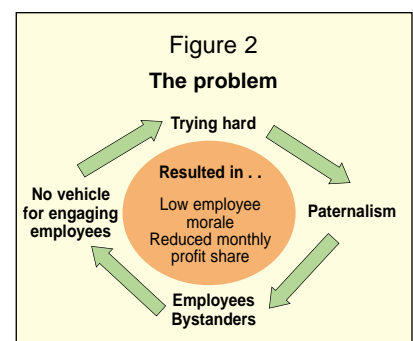 Figure 2
The problem
Trying hard
Resulted in . .
Low employee
morale
Reduced monthly
profit share
No vehicle
for engaging
employees
Paternalism
Employees
Bystanders